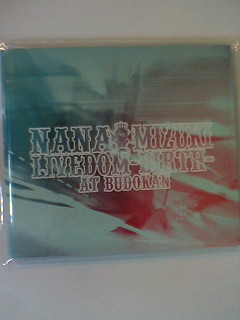 NANA MIZUKI
LIVEDOM-BIRTH-
AT BUDOKAN